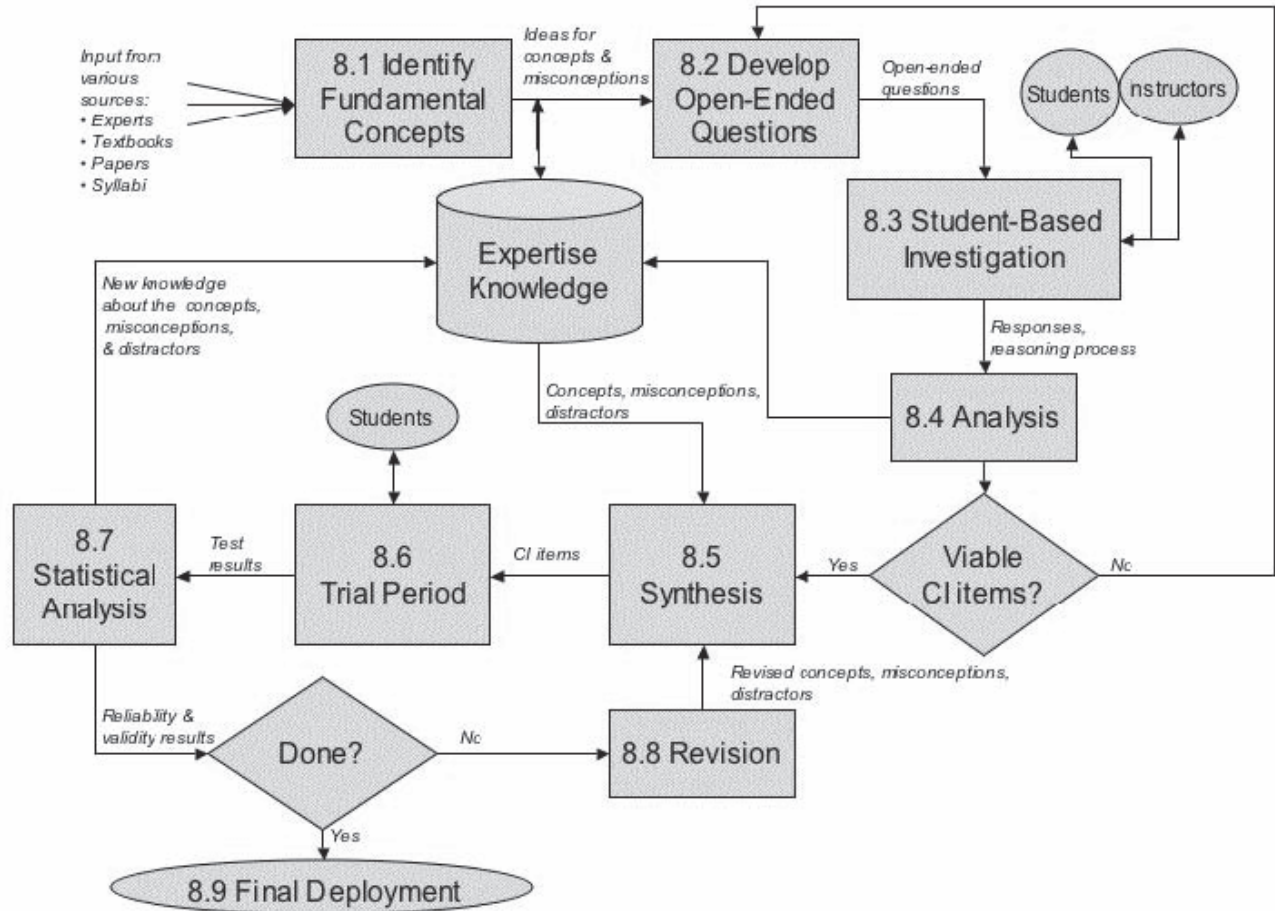 Input from
various
sources:
• Experts
• Textbooks
• Papers
• Syllabi
8.1 Identify
Fundamental
Concepts
Ideas for
concepts &
misconceptions
8.2 Develop
Open-Ended
Questions
Open-ended
questions
Students
nstructors
8.3 Student-Based
Investigation
Expertise
Knowledge
New knowledge
about the concepts,
misconceptions,
& distractors
Responses,
reasoning process
Concepts, misconceptions,
distractors
8.4 Analysis
Students
8.7
Statistical
Analysis
Test
results
8.6
Trial Period
CI items
8.5
Synthesis
Yes
Viable
CI items?
No
Revised concepts, misconceptions,
distractors
Reliability &
validity results
Done?
No
8.8 Revision
Yes
8.9 Final Deployment